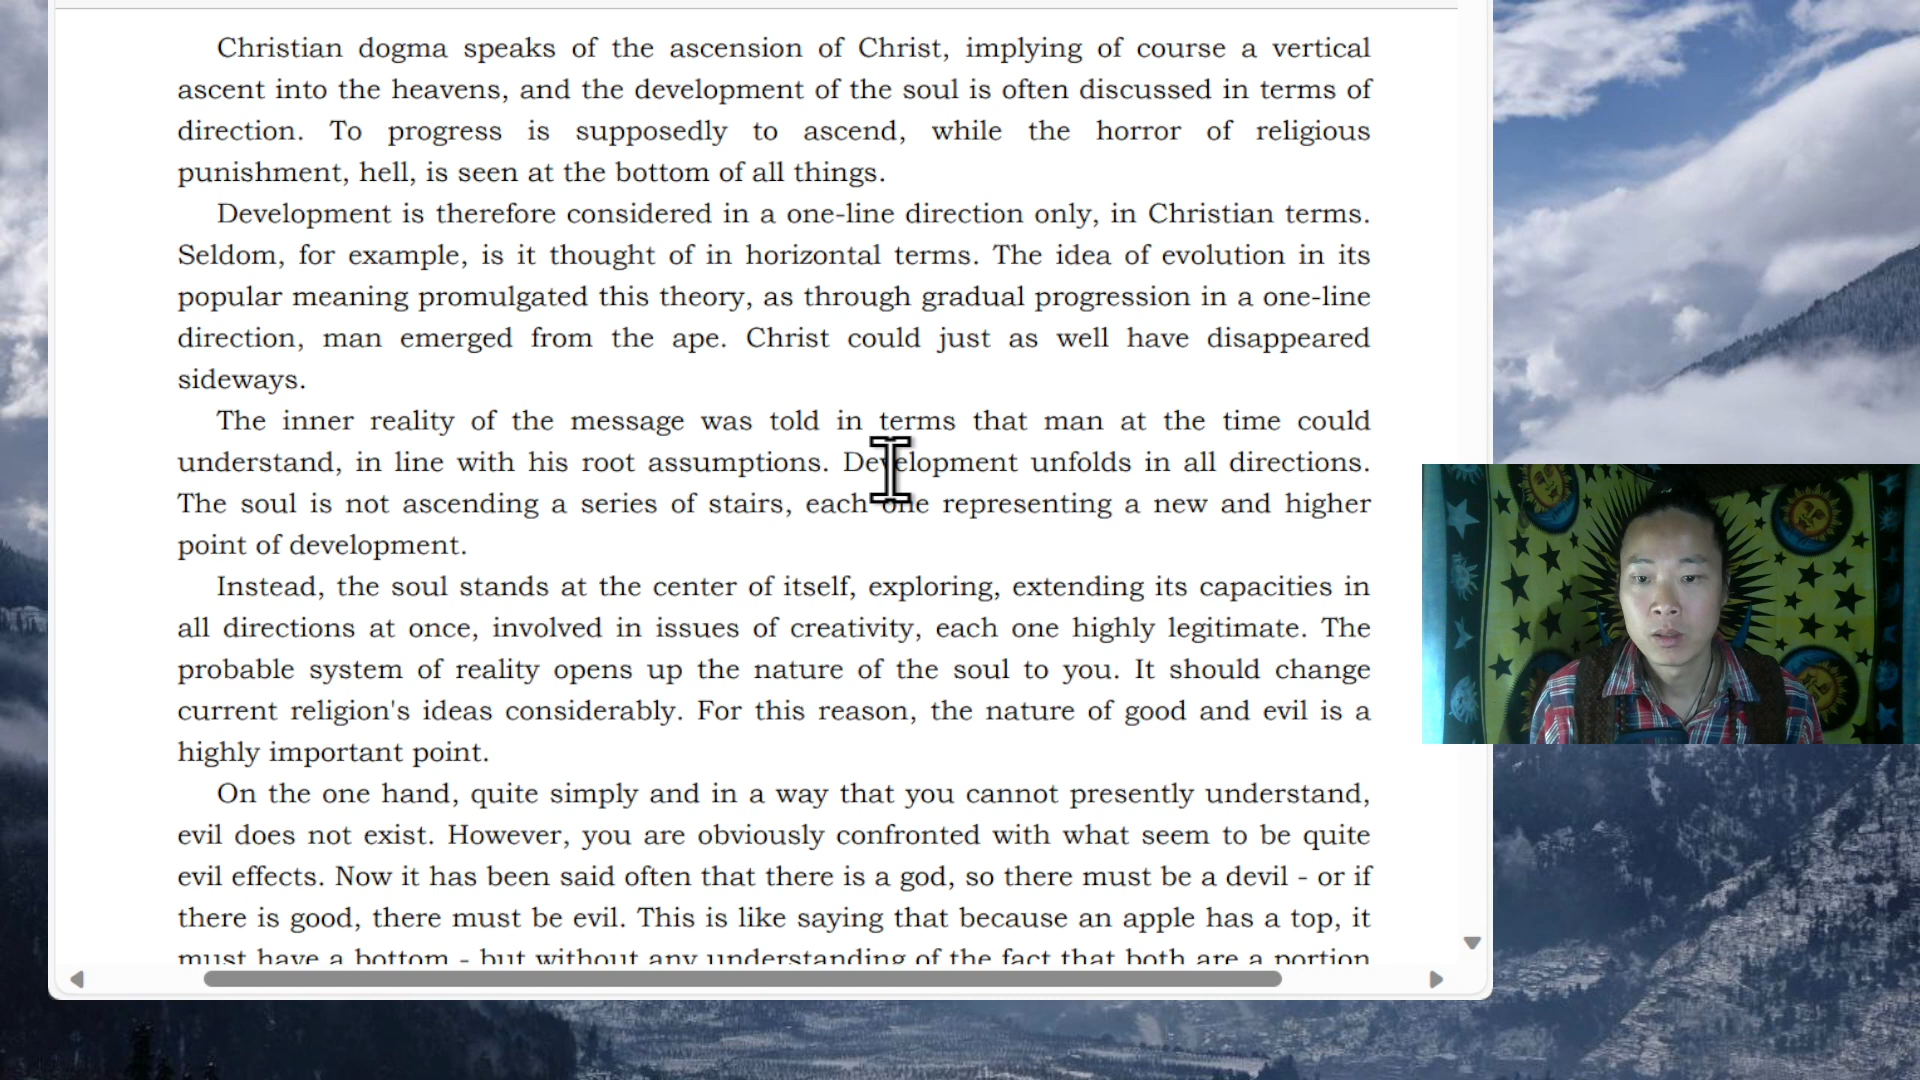 Christian dogma speaks of the ascension of Christ, implying of course a vertical
ascent into the heavens, and the development of the soul is often discussed in terms of
direction. To progress is supposedly to ascend, while the horror of religious
punishment, hell, is seen at the bottom of all things.
Development is therefore considered in a one-line direction only, in Christian terms.
Seldom, for example, is it thought of in horizontal terms. The idea of evolution in its
popular meaning promulgated this theory, as through gradual progression in a one-line
direction, man emerged from the ape. Christ could just as well have disappeared
sideways.
The inner reality of the message was told in terms that man at the time could
understand, in line with his root assumptions. Development unfolds in all directions.
The soul is not ascending a series of stairs, each one representing a new and higher
point of development.
Instead, the soul stands at the center of itself, exploring, extending its capacities in
all directions at once, involved in issues of creativity, each one highly legitimate. The
probable system of reality opens up the nature of the soul to you. It should change
current religion's ideas considerably. For this reason, the nature of good and evil is a
highly important point.
On the one hand, quite simply and in a way that you cannot presently understand,
evil does not exist. However, you are obviously confronted with what seem to be quite
evil effects. Now it has been said often that there is a god, so there must be a devil - or if
there is good, there must be evil. This is like saying that because an apple has a top, it
must have a bottom - but without any understanding of the fact that both are a portion